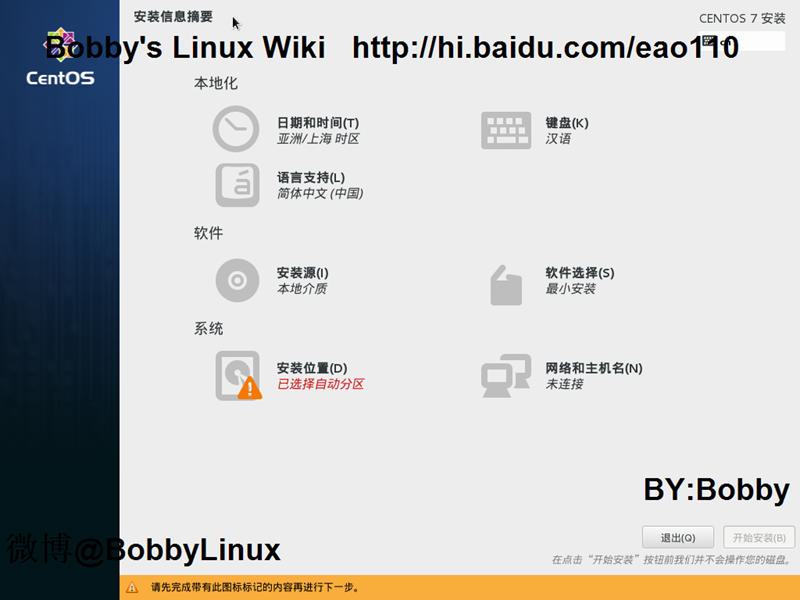 安装信息摘要
CENTOS 7 安装
Bobby's Linux Wiki http://hi.baidu.com/eao110
CentOS
本地化
日期和时间(T)
亚洲/上海 时区
键盘(K)
汉语
语言支持(L)
简体中文 (中国)
软件
安装源(I)
本地介质
软件选择(S)
最小安装
系统
安装位置(D)
已选择自动分区
网络和主机名(N)
未连接
BY:Bobby
微博@BobbyLinux
退出(Q)
开始安装(B)
在点击“开始安装”按钮前我们并不会操作您的磁盘。
请先完成带有此图标标记的内容再进行下一步。